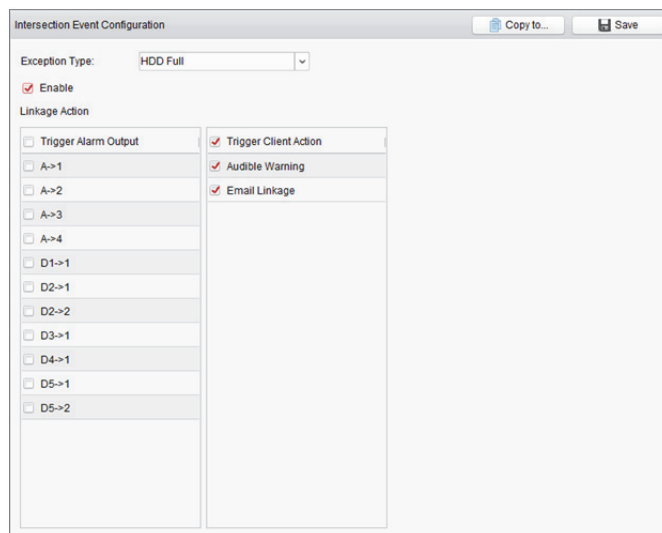 Intersection Event Configuration
Copy to...
Save
Exception Type:
HDD Full
Enable
Linkage Action
Trigger Alarm Output
Trigger Client Action
A->1
Audible Warning
A->2
Email Linkage
A->3
A->4
D1->1
D2->1
D2->2
D3->1
D4->1
D5->1
D5->2